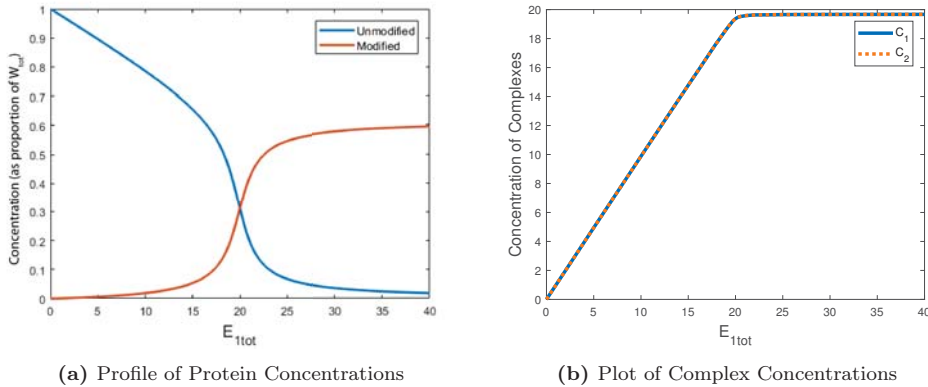 Concentration (as proportion of W_tot)
1
0.9
0.8
0.7
0.6
0.5
0.4
0.3
0.2
0.1
0
0 5 10 15 20 25 30 35 40
E_1tot
Unmodified
Modified
(a) Profile of Protein Concentrations
Concentration of Complexes
20
18
16
14
12
10
8
6
4
2
0
0 5 10 15 20 25 30 35 40
E_1tot
C_1
C_2
(b) Plot of Complex Concentrations